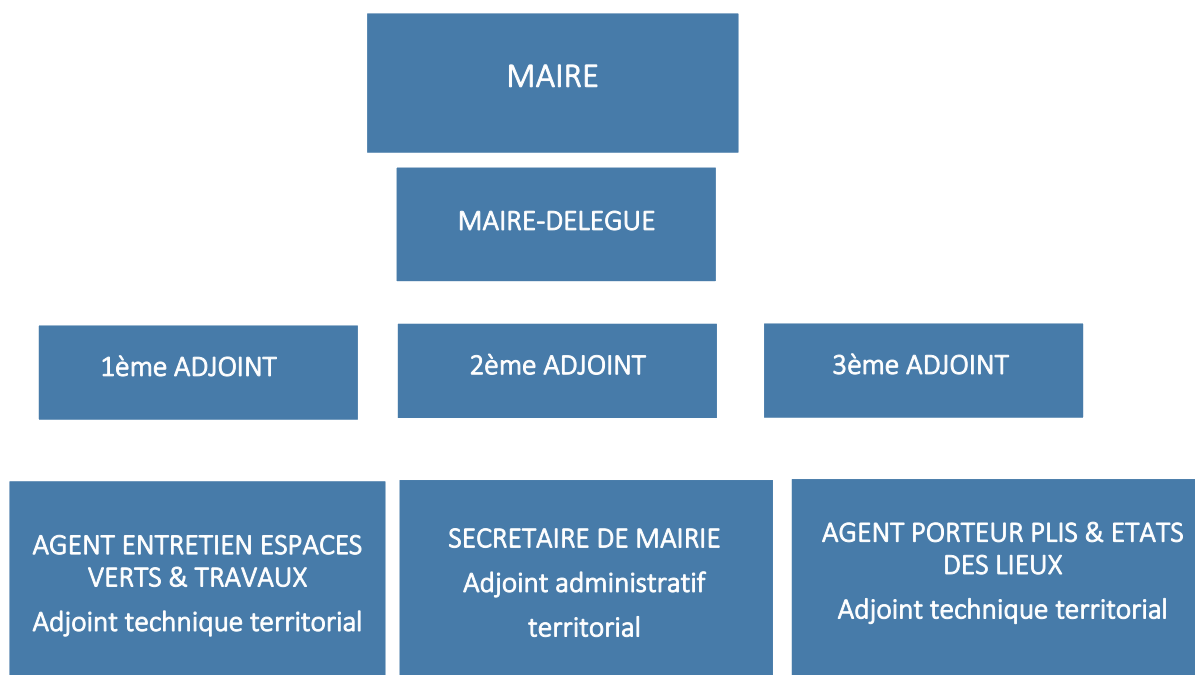 MAIRE
MAIRE-DELEGUE
1ème ADJOINT
2ème ADJOINT
3ème ADJOINT
AGENT ENTRETIEN ESPACES
VERTS & TRAVAUX
Adjoint technique territorial
SECRETAIRE DE MAIRIE
Adjoint administratif
territorial
AGENT PORTEUR PLIS & ETATS
DES LIEUX
Adjoint technique territorial